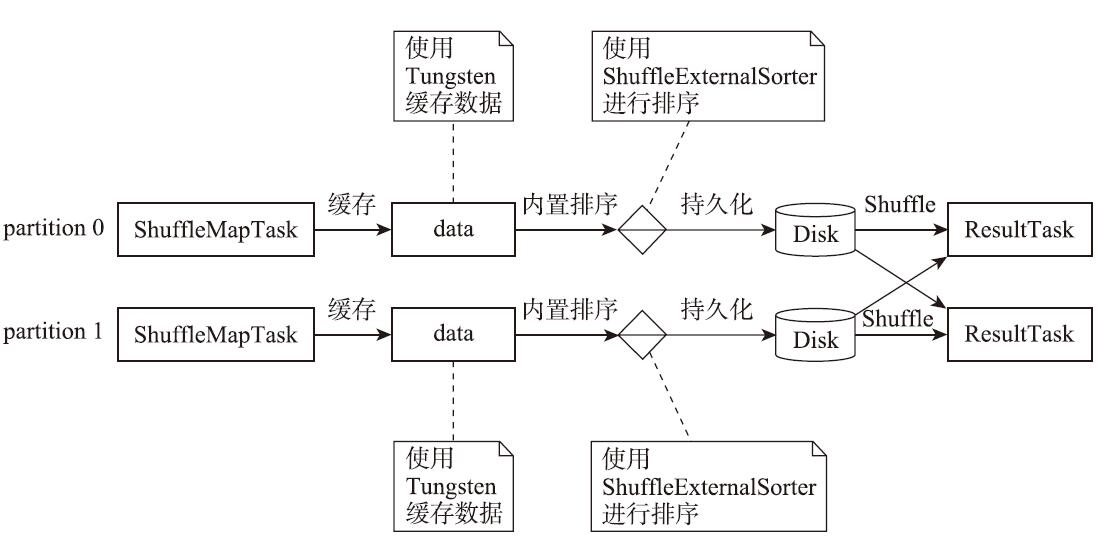 使用
Tungsten
缓存数据
使用
ShuffleExternalSorter
进行排序
partition 0
ShuffleMapTask
缓存
data
内置排序
持久化
Disk
Shuffle
ResultTask
partition 1
ShuffleMapTask
缓存
data
内置排序
持久化
Disk
Shuffle
ResultTask
使用
Tungsten
缓存数据
使用
ShuffleExternalSorter
进行排序